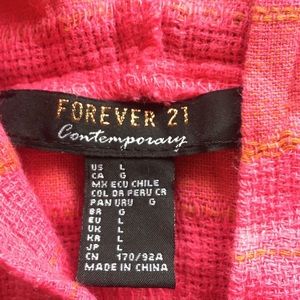 FOREVER 21
Contemporary
US L
CA G
MX ECU CHILE
COL DR PERU CR
PAN URU G
BR G
EU L
UK L
KR L
JP L
CN 170/92A
MADE IN CHINA